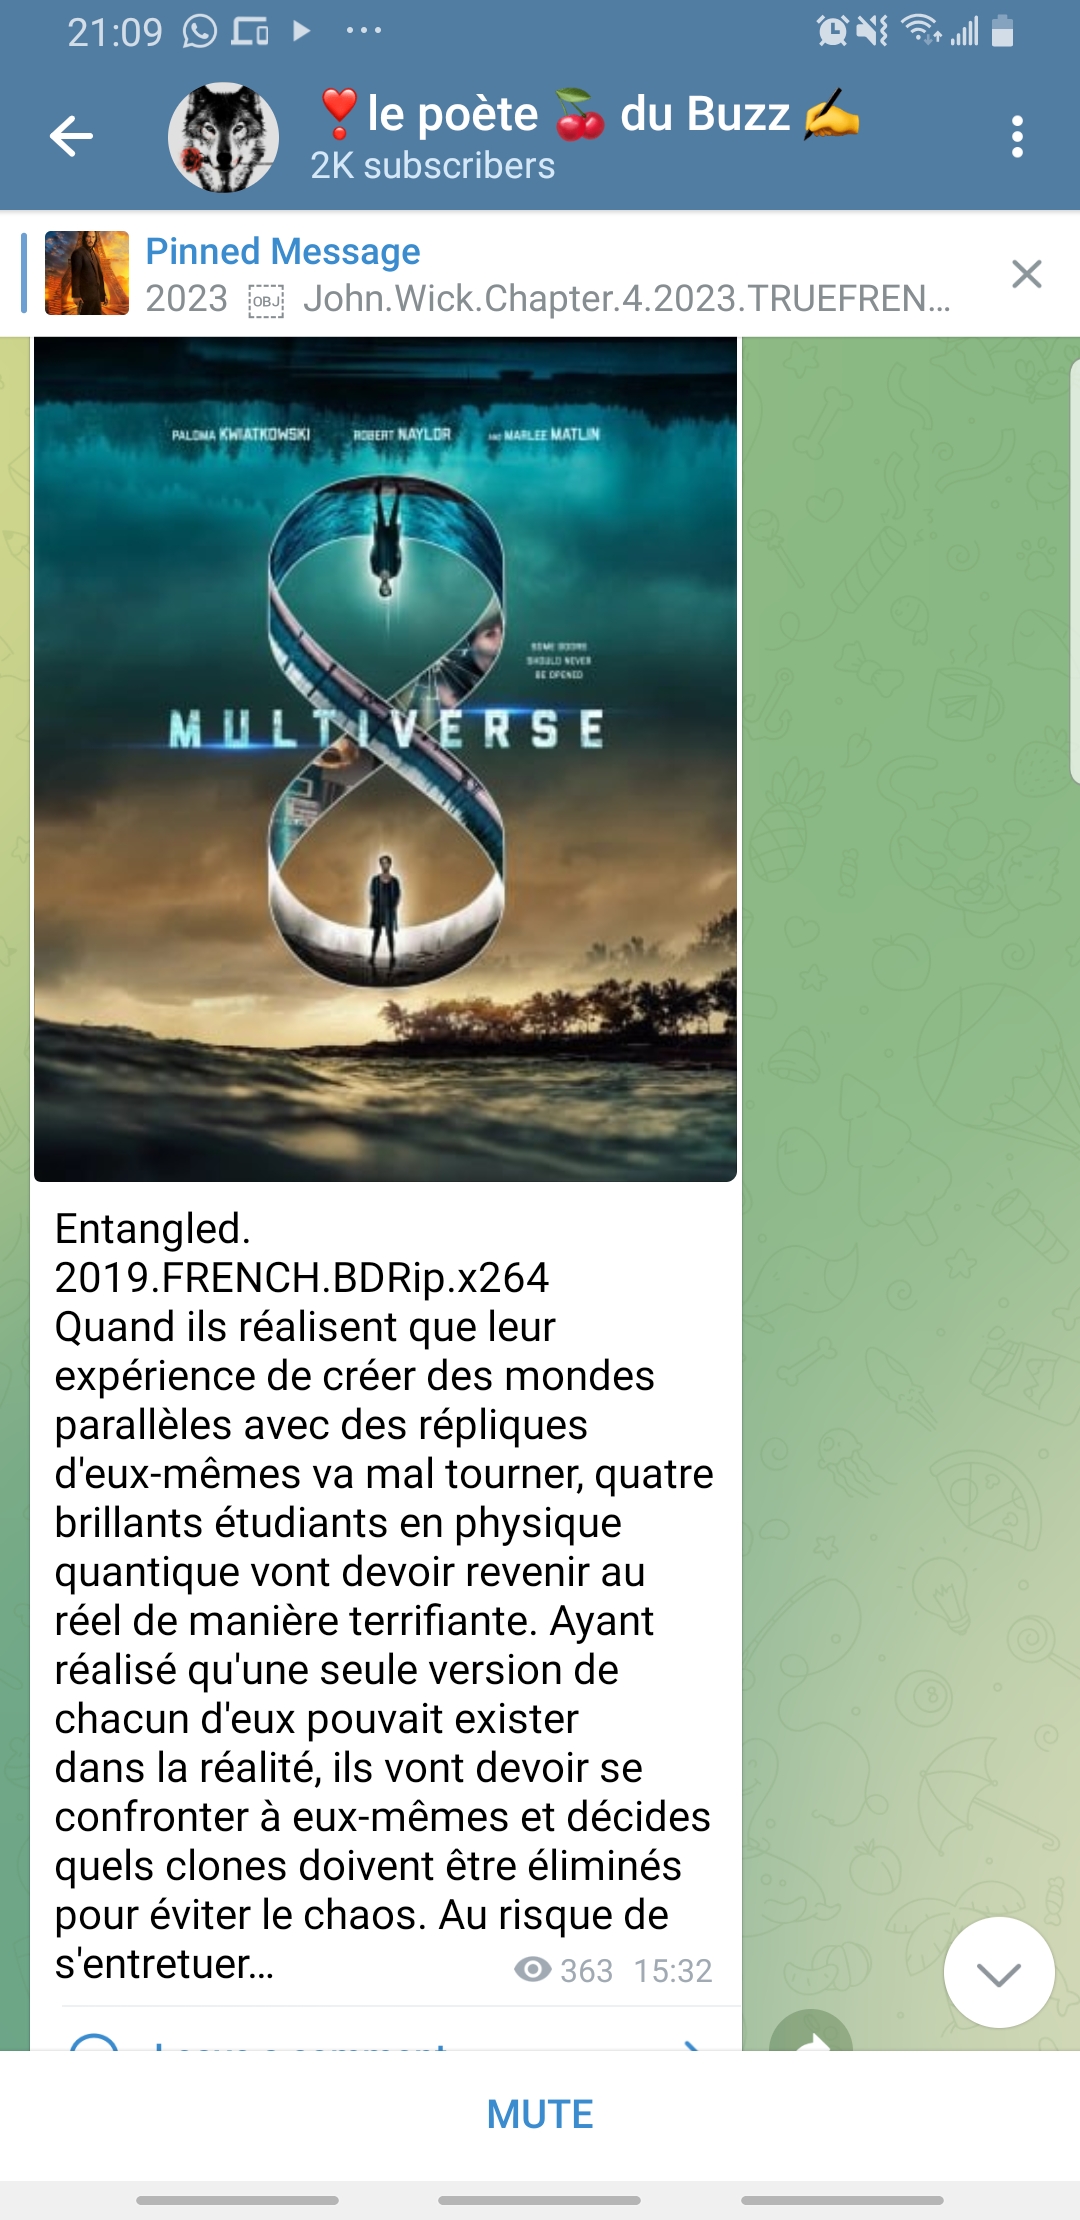 21:09
❣️le poète 🍒 du Buzz ✍️
2K subscribers
Pinned Message
2023 OBJ John.Wick.Chapter.4.2023.TRUEFREN...
PALOMA KWIATKOWSKI ROBERT NAYLOR AND MARLEE MATLIN
SOME DOORS
SHOULD NEVER
BE OPENED
MULTIVERSE
Entangled.
2019.FRENCH.BDRip.x264
Quand ils réalisent que leur
expérience de créer des mondes
parallèles avec des répliques
d'eux-mêmes va mal tourner, quatre
brillants étudiants en physique
quantique vont devoir revenir au
réel de manière terrifiante. Ayant
réalisé qu'une seule version de
chacun d'eux pouvait exister
dans la réalité, ils vont devoir se
confronter à eux-mêmes et décides
quels clones doivent être éliminés
pour éviter le chaos. Au risque de
s'entretuer...
363 15:32
Leave a comment
MUTE